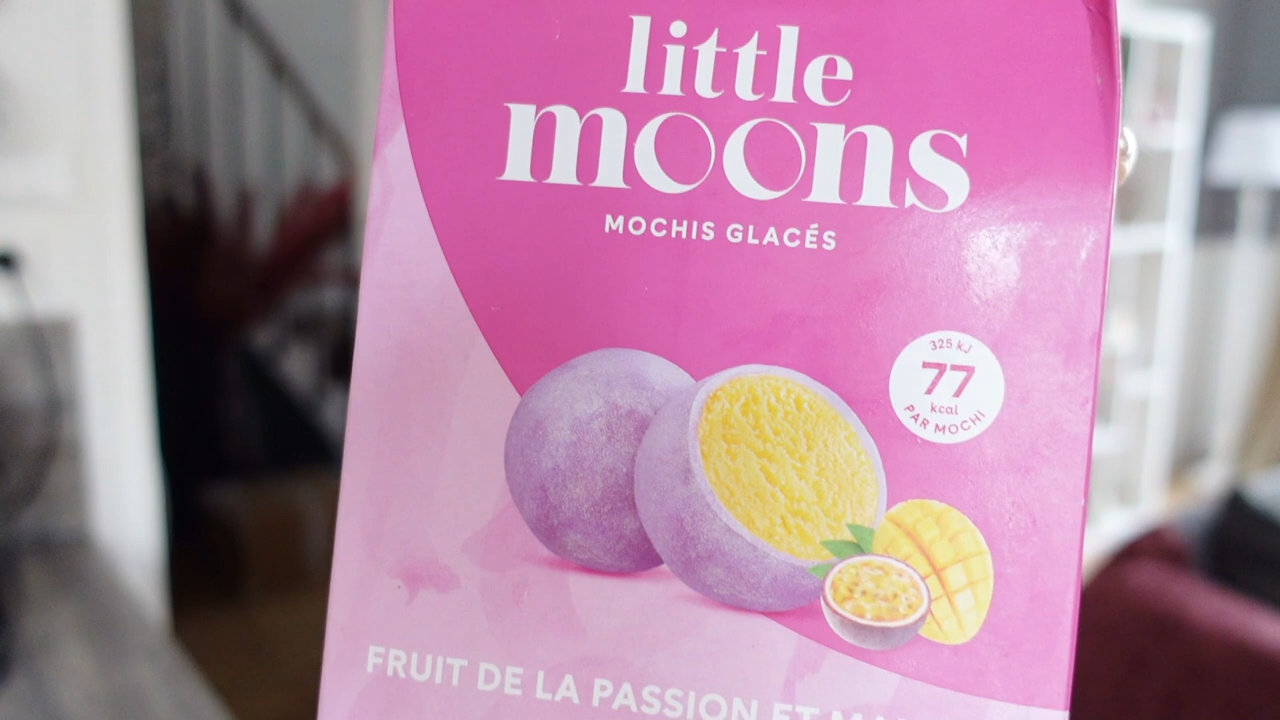 little
moons
MOCHIS GLACÉS
325 kJ
77
kcal
PAR MOCHI
FRUIT DE LA PASSION ET